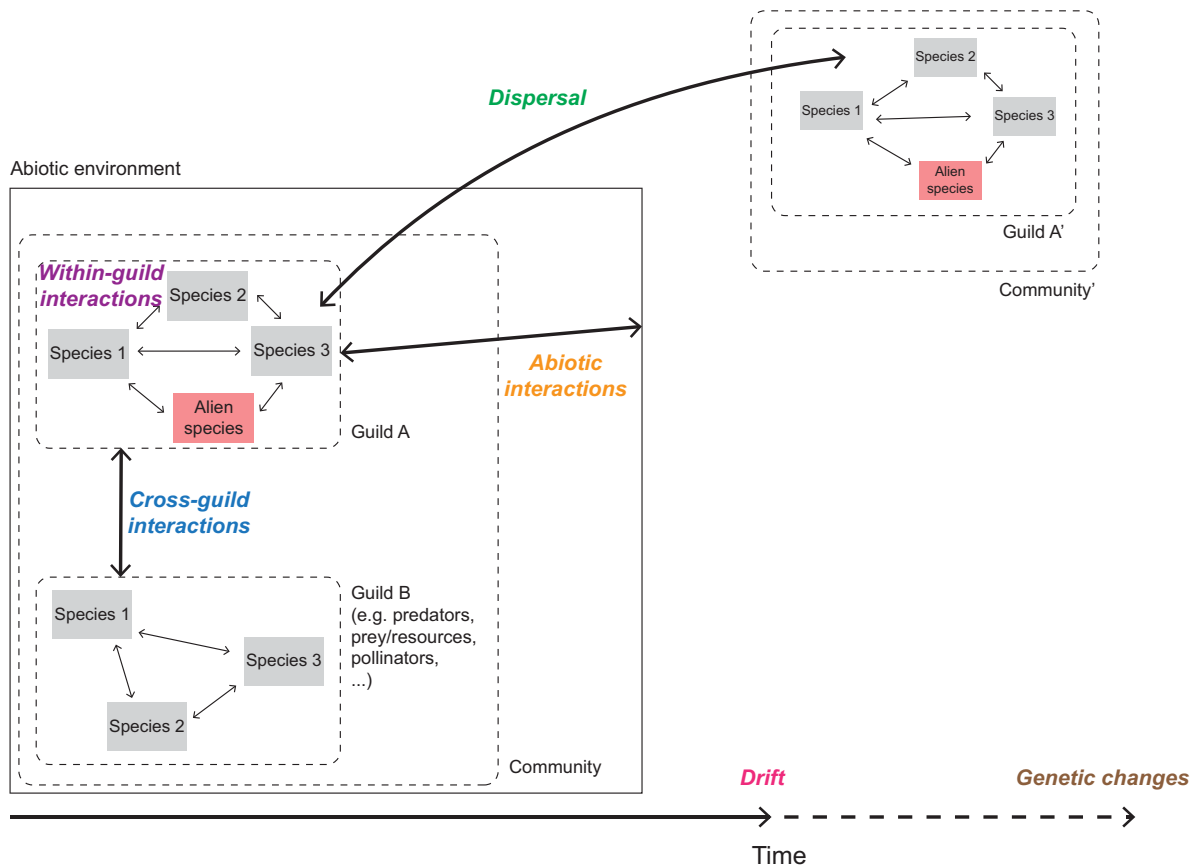 Species 2
Species 1
Species 3
Alien
species
Guild A’
Community’
Dispersal
Abiotic environment
Within-guild
interactions
Species 2
Species 1
Species 3
Alien
species
Guild A
Abiotic
interactions
Cross-guild
interactions
Guild B
(e.g. predators,
prey/resources,
pollinators,
...)
Species 1
Species 3
Species 2
Community
Drift
Genetic changes
Time